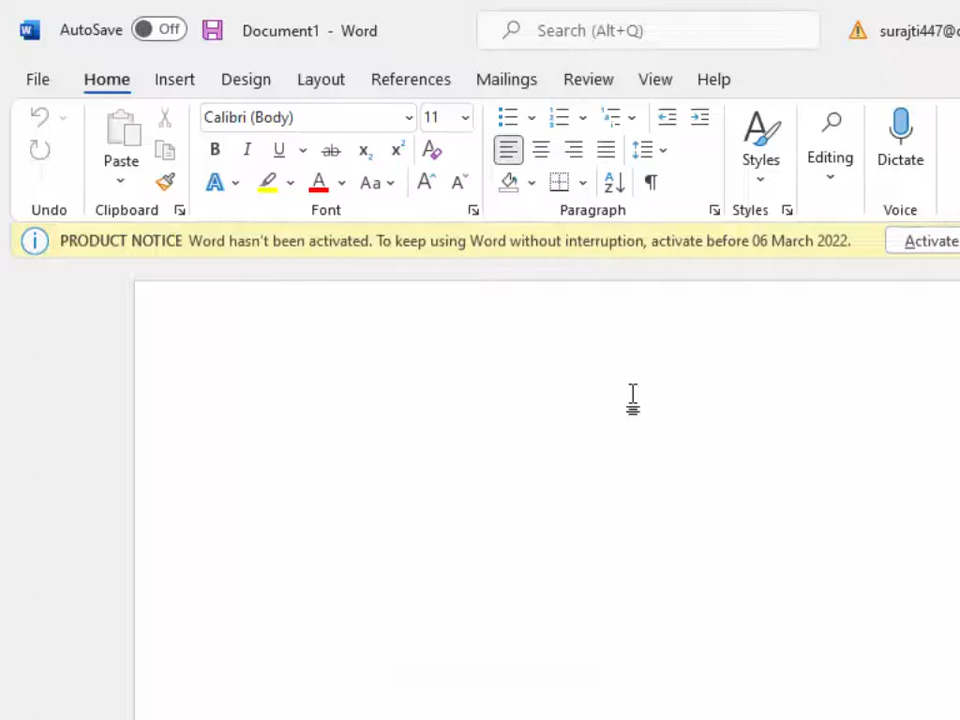 AutoSave Off Document1 - Word Search (Alt+Q) surajti447@
File Home Insert Design Layout References Mailings Review View Help
Calibri (Body) 11
Paste Styles Editing Dictate
Undo Clipboard Font Paragraph Styles Voice
PRODUCT NOTICE Word hasn't been activated. To keep using Word without interruption, activate before 06 March 2022. Activate